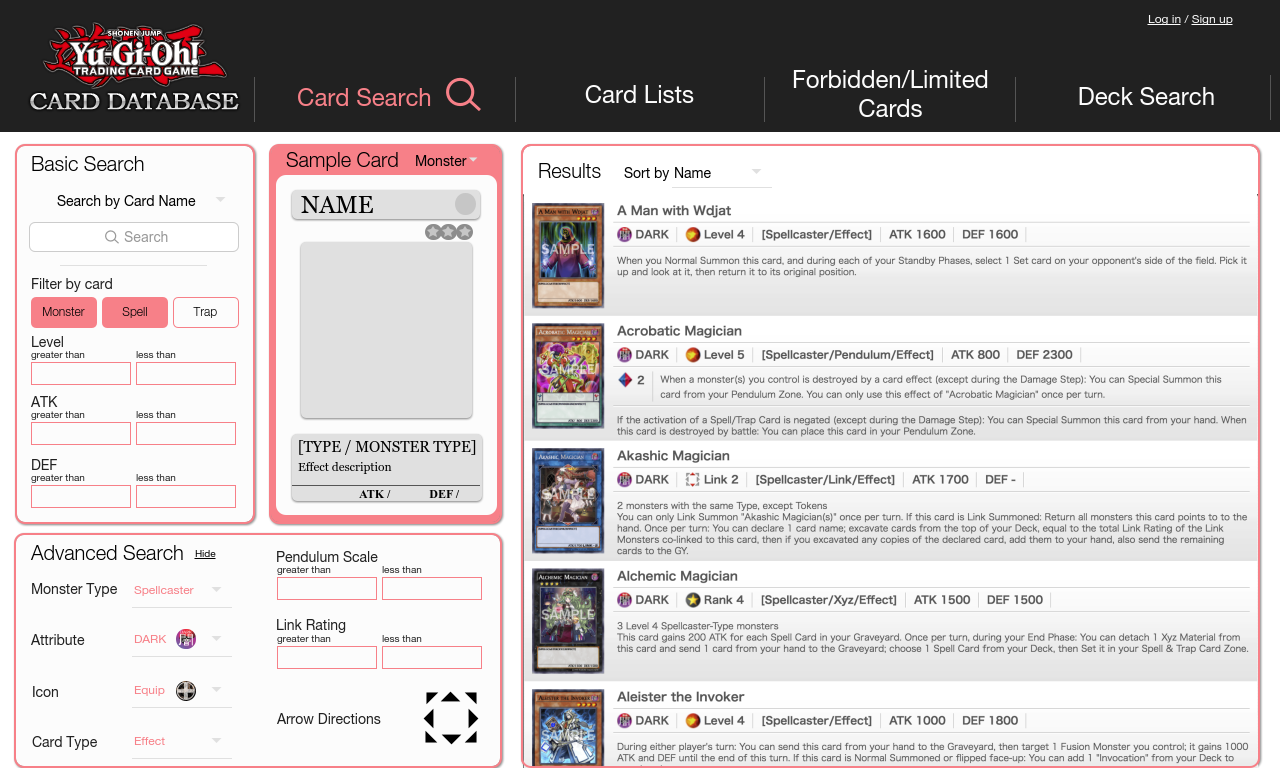 Log in / Sign up
SHONEN JUMP
Yu-Gi-Oh!
TRADING CARD GAME
CARD DATABASE
Card Search
Card Lists
Forbidden/Limited
Cards
Deck Search
Basic Search
Search by Card Name
Search
Filter by card
Monster Spell Trap
Level
greater than less than
ATK
greater than less than
DEF
greater than less than
Sample Card Monster
NAME
[TYPE / MONSTER TYPE]
Effect description
ATK / DEF /
Advanced Search Hide
Monster Type Spellcaster
Attribute DARK
Icon Equip
Card Type Effect
Pendulum Scale
greater than less than
Link Rating
greater than less than
Arrow Directions
Results Sort by Name
A MAN WITH WDJAT
SAMPLE
A Man with Wdjat
DARK Level 4 [Spellcaster/Effect] ATK 1600 DEF 1600
When you Normal Summon this card, and during each of your Standby Phases, select 1 Set card on your opponent's side of the field. Pick it
up and look at it, then return it to its original position.
ACROBATIC MAGICIAN
SAMPLE
Acrobatic Magician
DARK Level 5 [Spellcaster/Pendulum/Effect] ATK 800 DEF 2300
2 When a monster(s) you control is destroyed by a card effect (except during the Damage Step): You can Special Summon this
card from your Pendulum Zone. You can only use this effect of "Acrobatic Magician" once per turn.
If the activation of a Spell/Trap Card is negated (except during the Damage Step): You can Special Summon this card from your hand. When
this card is destroyed by battle: You can place this card in your Pendulum Zone.
AKASHIC MAGICIAN
SAMPLE
Akashic Magician
DARK Link 2 [Spellcaster/Link/Effect] ATK 1700 DEF -
2 monsters with the same Type, except Tokens
You can only Link Summon "Akashic Magician(s)" once per turn. If this card is Link Summoned: Return all monsters this card points to to the
hand. Once per turn: You can declare 1 card name; excavate cards from the top of your Deck, equal to the total Link Rating of the Link
Monsters co-linked to this card, then if you excavated any copies of the declared card, add them to your hand, also send the remaining
cards to the GY.
ALCHEMIC MAGICIAN
SAMPLE
Alchemic Magician
DARK Rank 4 [Spellcaster/Xyz/Effect] ATK 1500 DEF 1500
3 Level 4 Spellcaster-Type monsters
This card gains 200 ATK for each Spell Card in your Graveyard. Once per turn, during your End Phase: You can detach 1 Xyz Material from
this card and send 1 card from your hand to the Graveyard; choose 1 Spell Card from your Deck, then Set it in your Spell & Trap Card Zone.
ALEISTER THE INVOKER
SAMPLE
Aleister the Invoker
DARK Level 4 [Spellcaster/Effect] ATK 1000 DEF 1800
During either player's turn: You can send this card from your hand to the Graveyard, then target 1 Fusion Monster you control; it gains 1000
ATK and DEF until the end of this turn. If this card is Normal Summoned or flipped face-up: You can add 1 "Invocation" from your Deck to